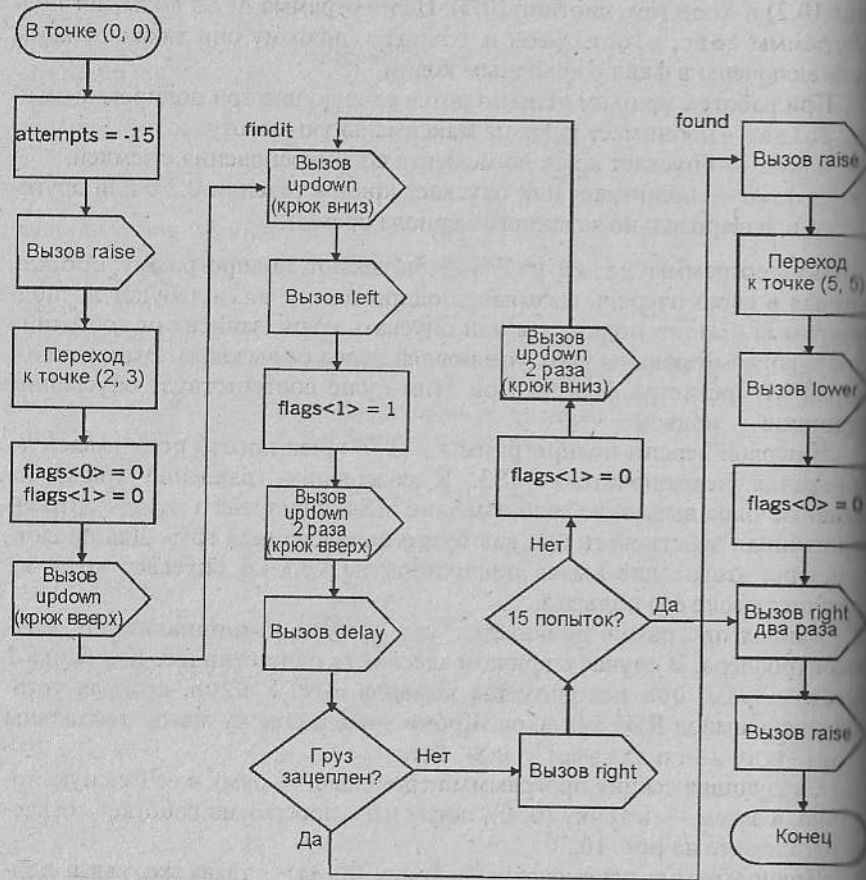 В точке (0, 0)
attempts = -15
Вызов raise
Переход
к точке (2, 3)
flags<0> = 0
flags<1> = 0
Вызов
updown
(крюк вверх)
findit
Вызов
updown
(крюк вниз)
Вызов left
flags<1> = 1
Вызов
updown
2 раза
(крюк вверх)
Вызов delay
Груз
зацеплен?
Нет
Да
Вызов right
15 попыток?
Нет
Да
flags<1> = 0
Вызов
updown
2 раза
(крюк вниз)
found
Вызов raise
Переход
к точке (5, 5)
Вызов lower
flags<0> = 0
Вызов right
два раза
Вызов raise
Конец